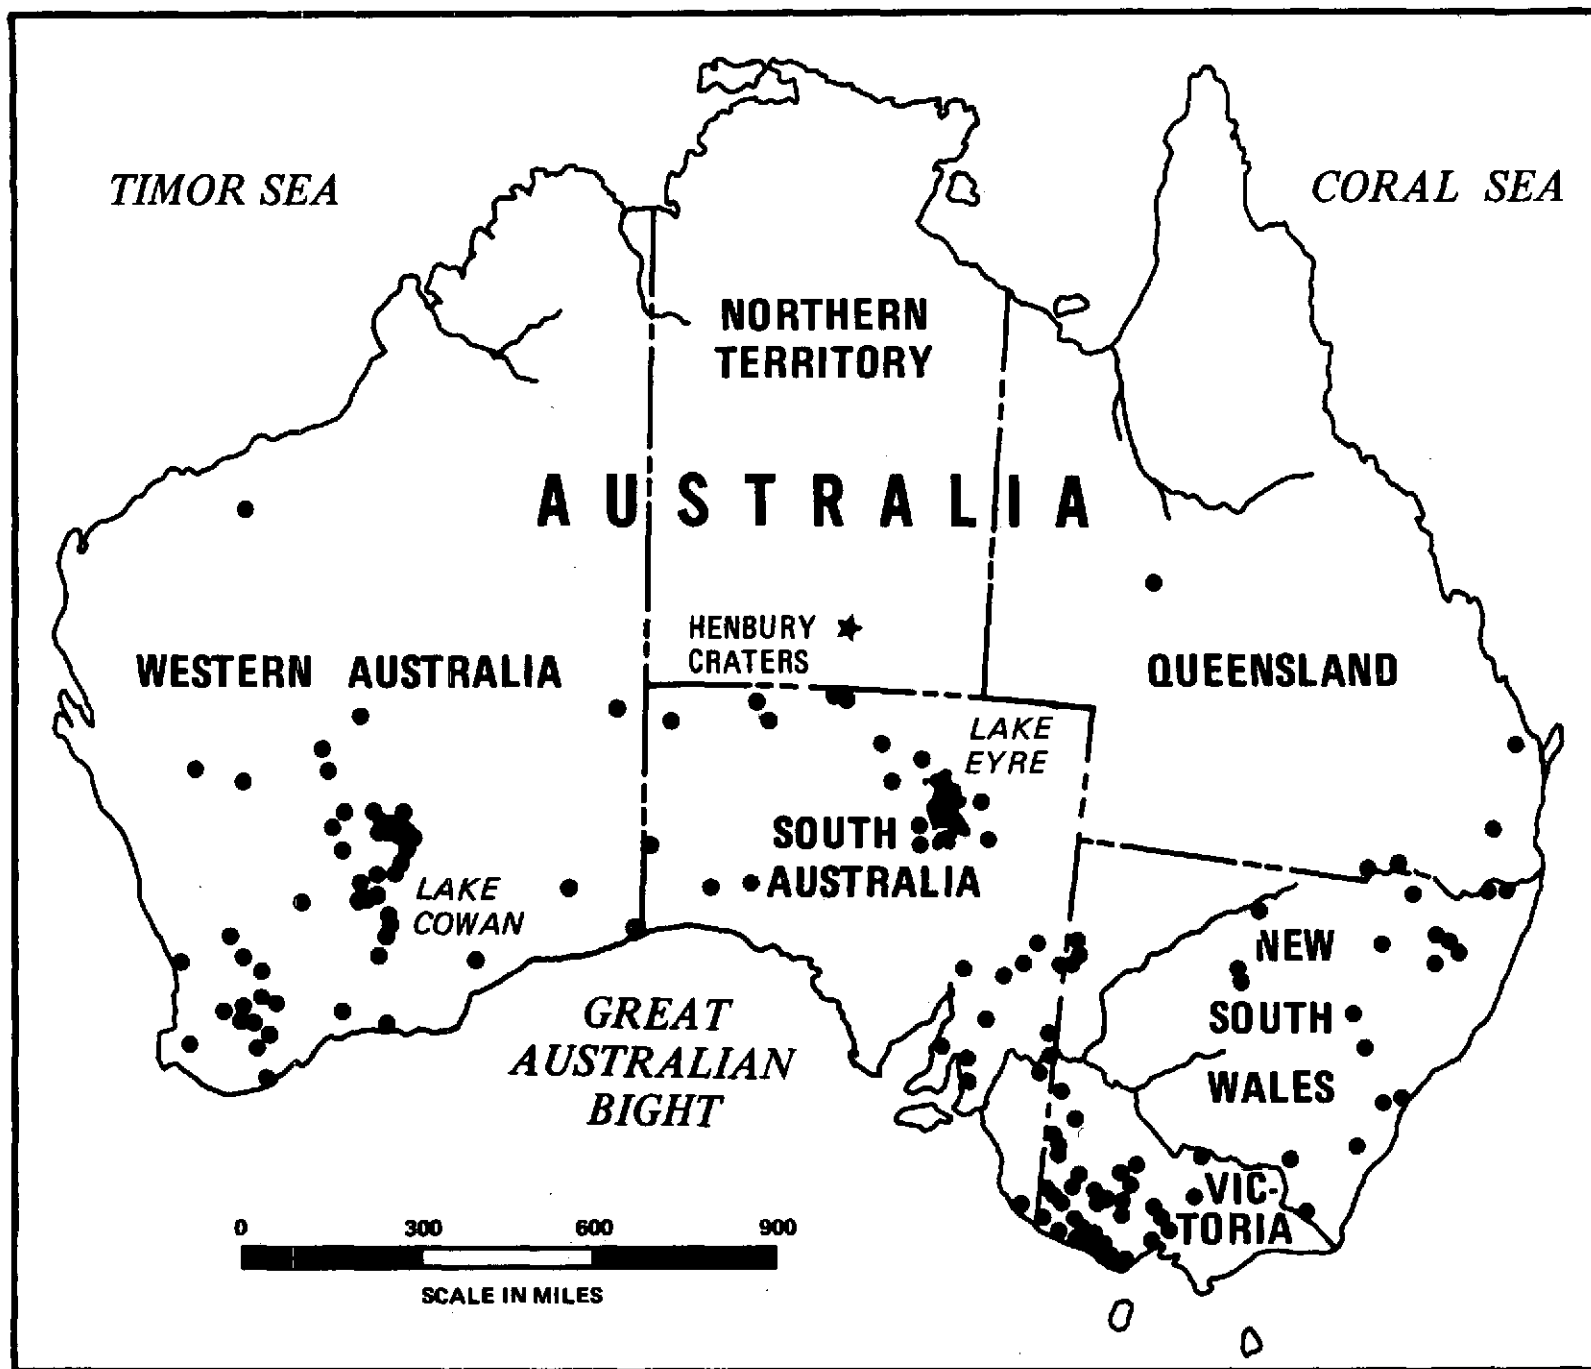 TIMOR SEA
CORAL SEA
NORTHERN
TERRITORY
AUSTRALIA
HENBURY
CRATERS
WESTERN AUSTRALIA
QUEENSLAND
LAKE
EYRE
SOUTH
AUSTRALIA
LAKE
COWAN
NEW
SOUTH
WALES
GREAT
AUSTRALIAN
BIGHT
VIC-
TORIA
0 300 600 900
SCALE IN MILES